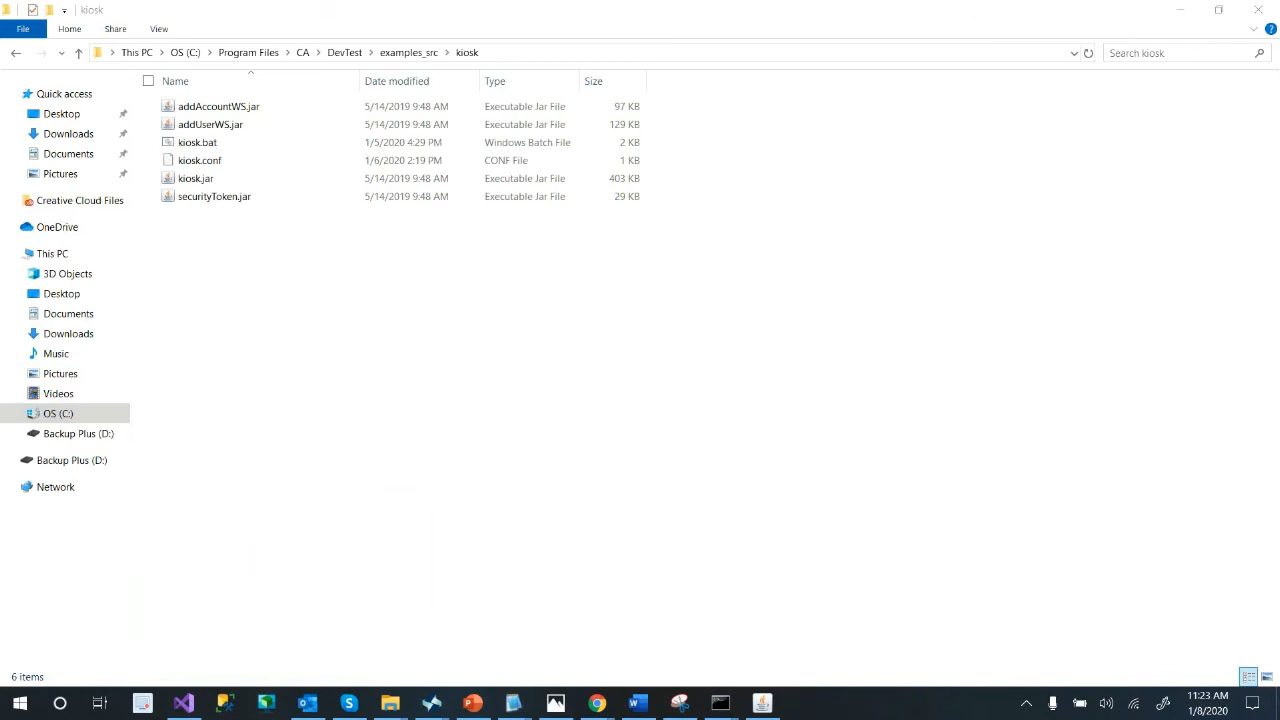 kiosk
File Home Share View
This PC OS (C:) Program Files CA DevTest examples_src kiosk Search kiosk
Name Date modified Type Size
Quick access
Desktop
Downloads
Documents
Pictures
Creative Cloud Files
OneDrive
This PC
3D Objects
Desktop
Documents
Downloads
Music
Pictures
Videos
OS (C:)
Backup Plus (D:)
Backup Plus (D:)
Network
addAccountWS.jar 5/14/2019 9:48 AM Executable Jar File 97 KB
addUserWS.jar 5/14/2019 9:48 AM Executable Jar File 129 KB
kiosk.bat 1/5/2020 4:29 PM Windows Batch File 2 KB
kiosk.conf 1/6/2020 2:19 PM CONF File 1 KB
kiosk.jar 5/14/2019 9:48 AM Executable Jar File 403 KB
securityToken.jar 5/14/2019 9:48 AM Executable Jar File 29 KB
6 items
11:23 AM
1/8/2020